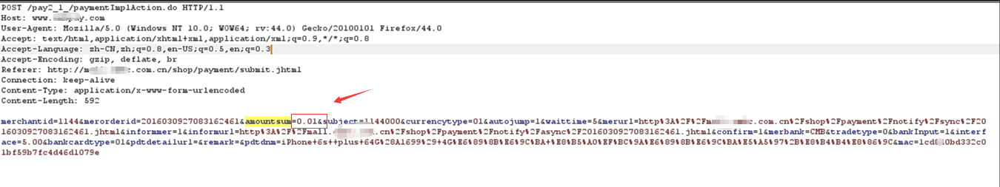 POST /pay2_1_/paymentImplAction.do HTTP/1.1
Host: www. pay.com
User-Agent: Mozilla/5.0 (Windows NT 10.0; WOW64; rv:44.0) Gecko/20100101 Firefox/44.0
Accept: text/html,application/xhtml+xml,application/xml;q=0.9,*/*;q=0.8
Accept-Language: zh-CN,zh;q=0.8,en-US;q=0.5,en;q=0.3
Accept-Encoding: gzip, deflate, br
Referer: http://m c.com.cn/shop/payment/submit.jhtml
Connection: keep-alive
Content-Type: application/x-www-form-urlencoded
Content-Length: 592
merchantid=1144&merorderid=2016030927083162461&amountsum=0.01&subject=1144000&currencytype=01&autojump=1&waittime=5&merurl=http%3A%2F%2Fm c.com.cn%2Fshop%2Fpayment%2Fnotify%2Fsync%2F20
16030927083162461.jhtml&informmer=1&informurl=http%3A%2F%2Fmall. .cn%2Fshop%2Fpayment%2Fnotify%2Fasync%2F2016030927083162461.jhtml&confirm=1&merbank=CMB&tradetype=0&bankInput=1&interf
ace=5.00&bankcardtype=01&pdtdetailurl=&remark=&pdtdnm=iPhone+6s++plus+64G%28A1699%29+4G%E6%89%8B%E6%9C%BA+%E8%B5%A0%EF%BC%9A%E6%89%8B%E6%9C%BA%E5%A5%97%2B%E8%B4%B4%E8%86%9C&mac=1cd 0bd332c0
1bf59b7fc4d46d1079e